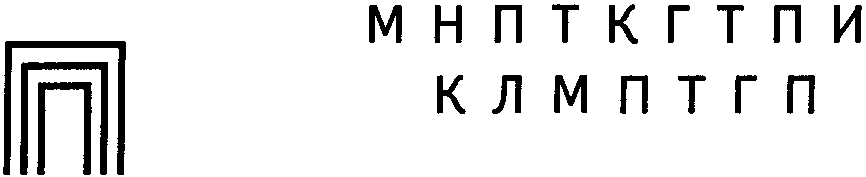 М Н П Т К Г Т П И
К Л М П Т Г П